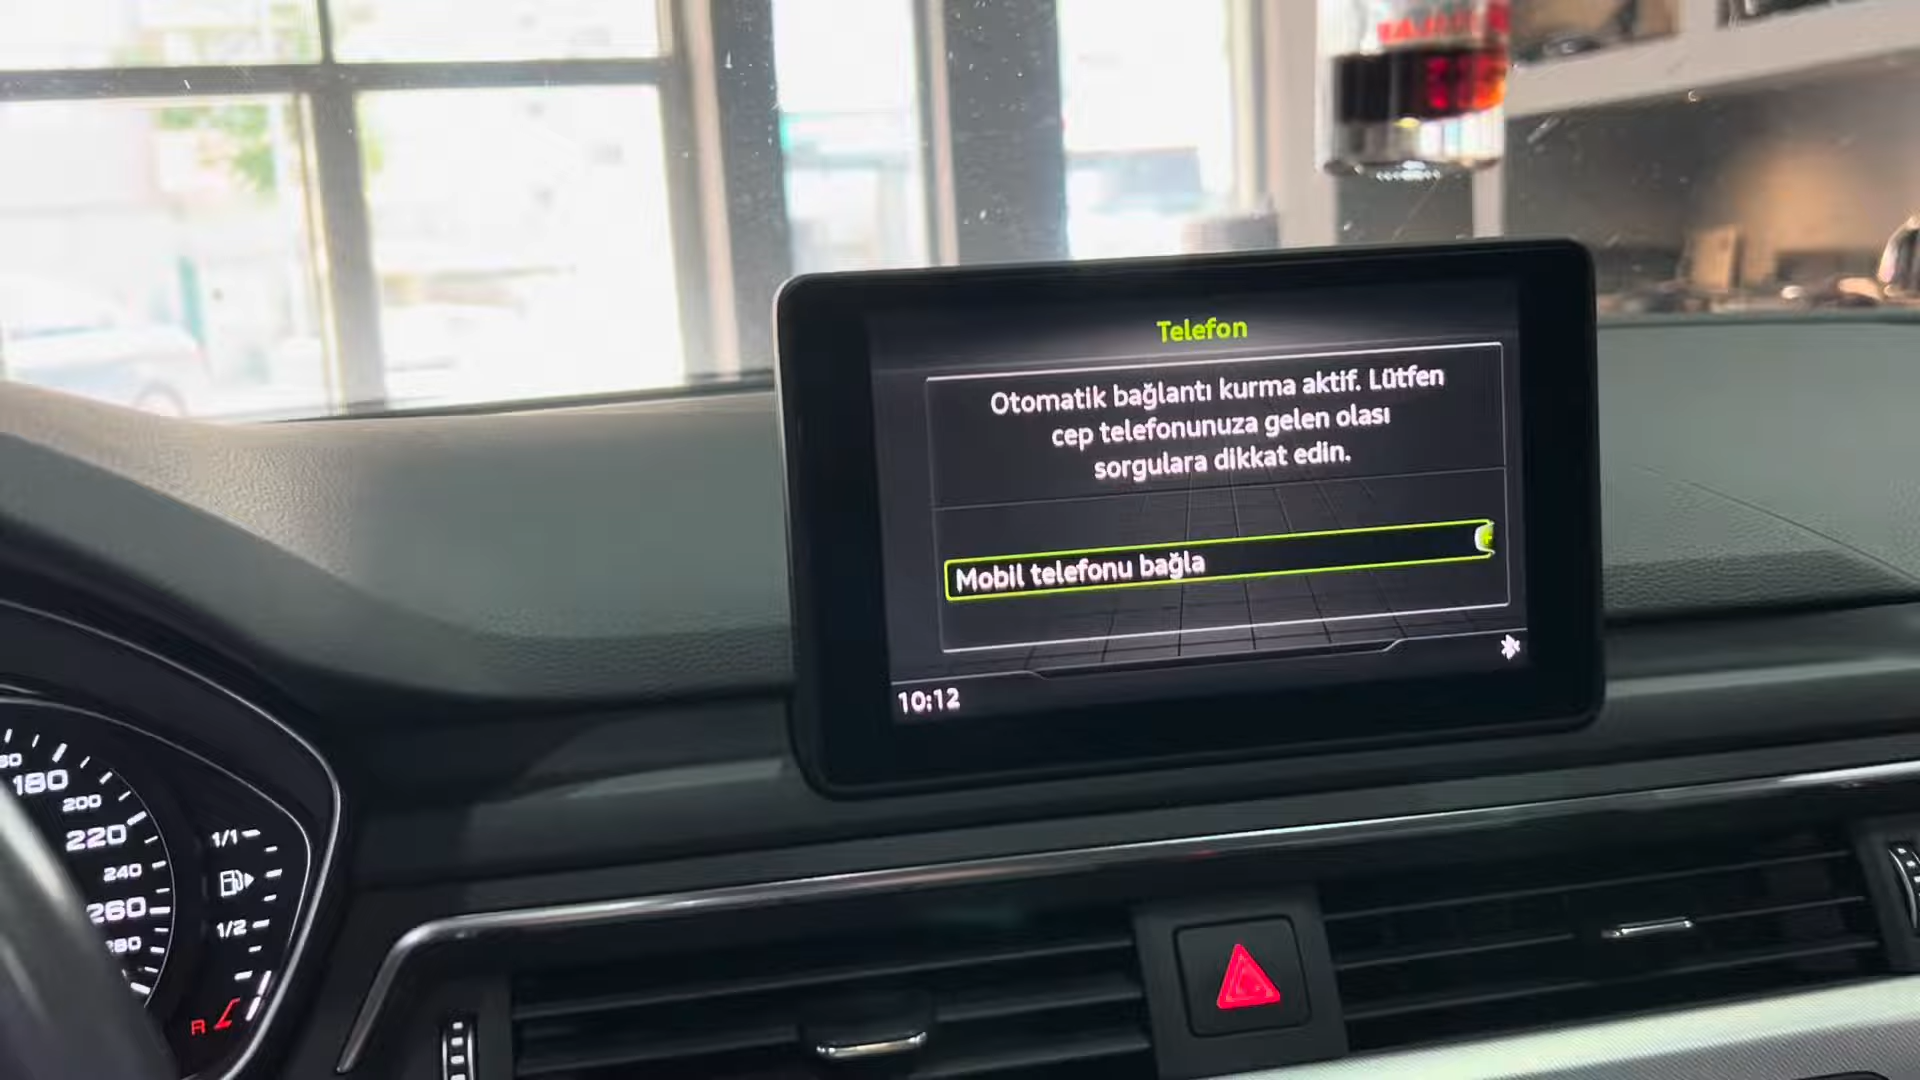 Telefon
Otomatik bağlantı kurma aktif. Lütfen
cep telefonunuza gelen olası
sorgulara dikkat edin.
Mobil telefonu bağla
10:12
180
200
220
240
260
1/1
1/2
R